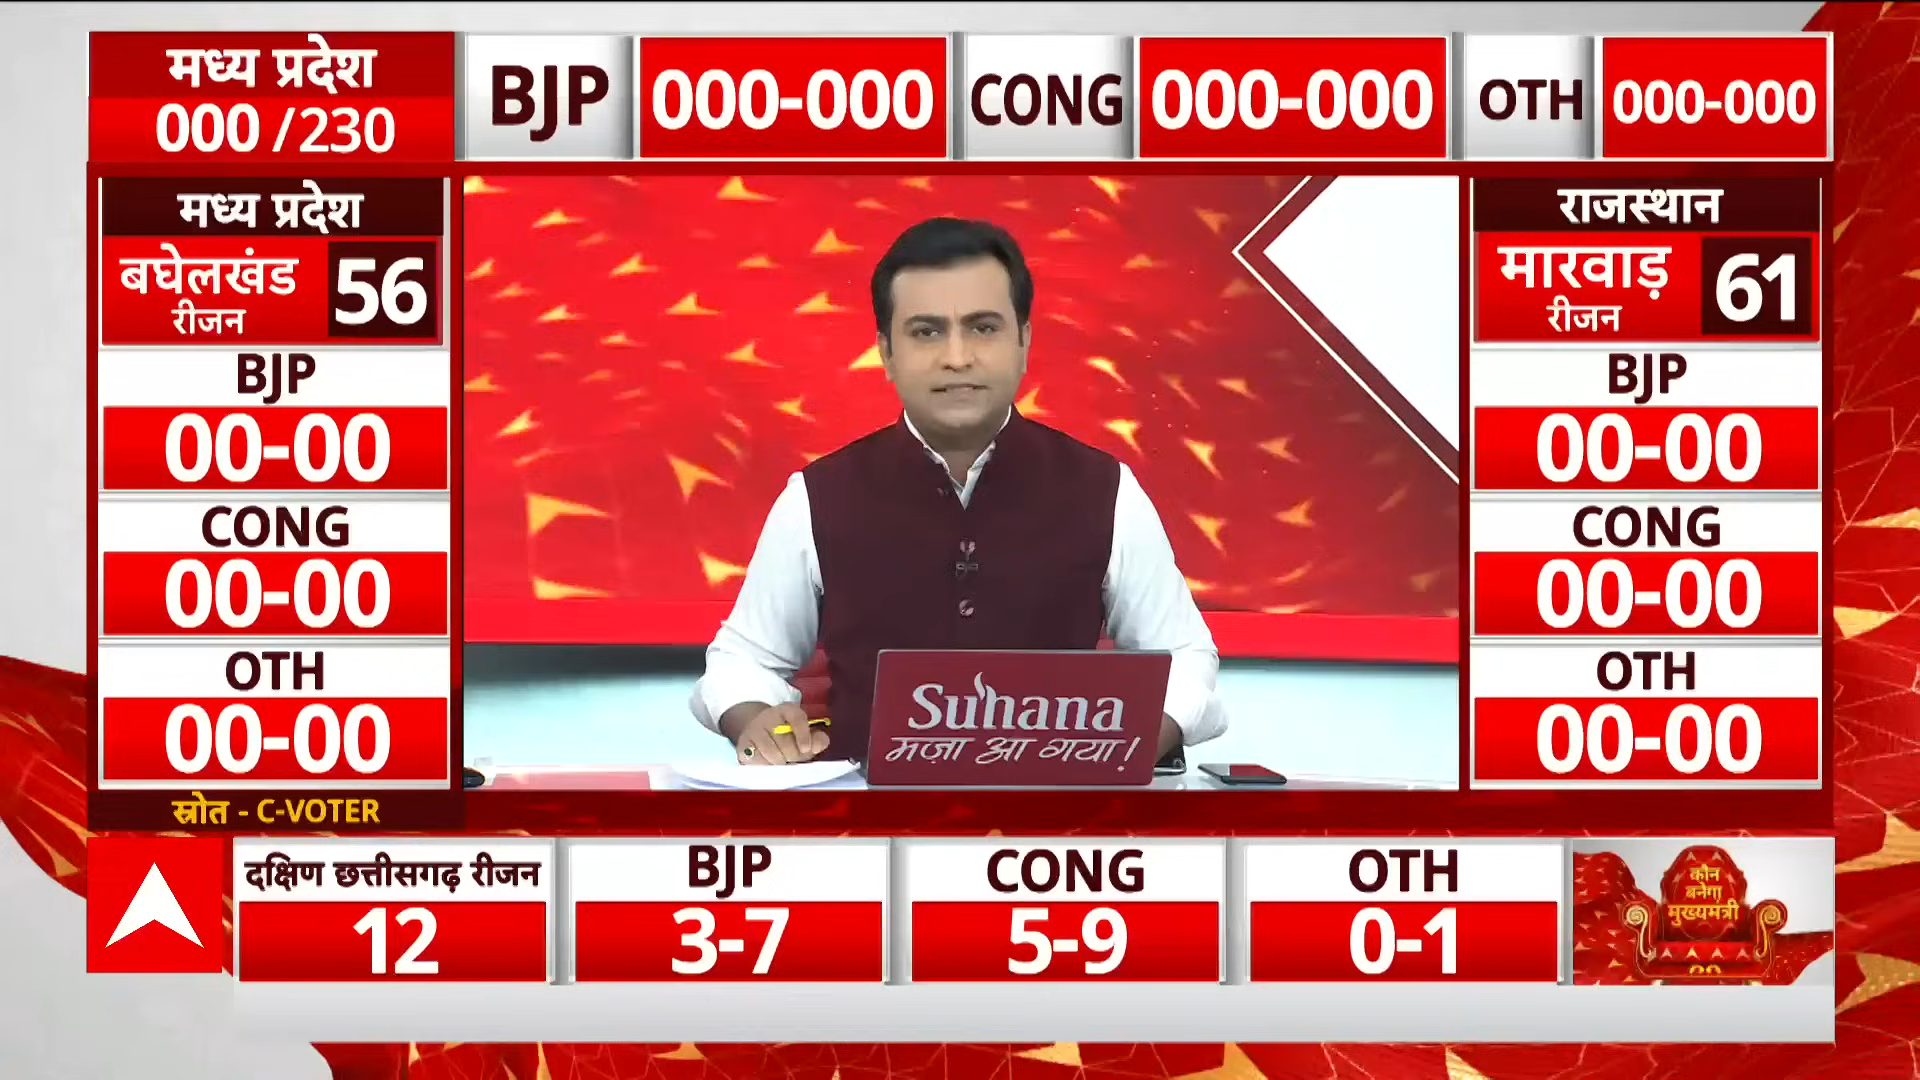 मध्य प्रदेश
000 /230
BJP
000-000
CONG
000-000
OTH
000-000
मध्य प्रदेश
बघेलखंड
रीजन
56
BJP
00-00
CONG
00-00
OTH
00-00
स्रोत - C-VOTER
Suhana
मज़ा आ गया!
राजस्थान
मारवाड़
रीजन
61
BJP
00-00
CONG
00-00
OTH
00-00
दक्षिण छत्तीसगढ़ रीजन
12
BJP
3-7
CONG
5-9
OTH
0-1
कौन
बनेगा
मुख्यमंत्री